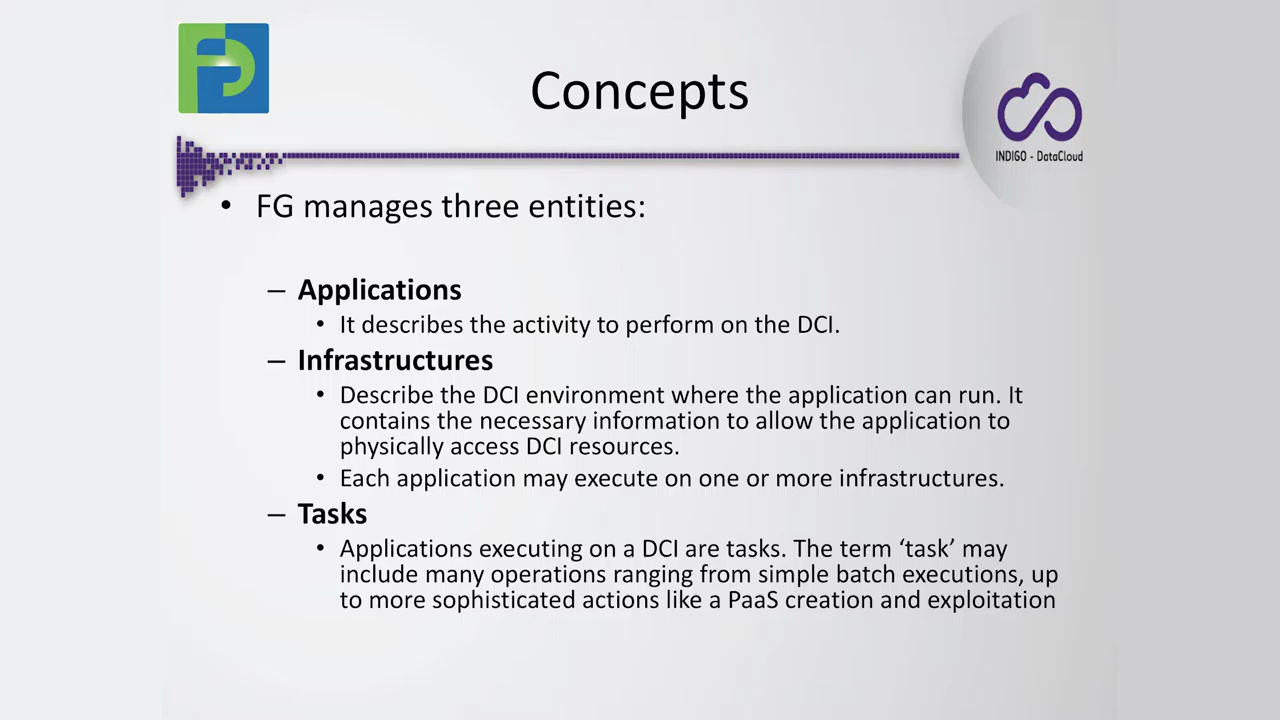 Concepts
INDIGO - DataCloud
• FG manages three entities:
– Applications
• It describes the activity to perform on the DCI.
– Infrastructures
• Describe the DCI environment where the application can run. It
contains the necessary information to allow the application to
physically access DCI resources.
• Each application may execute on one or more infrastructures.
– Tasks
• Applications executing on a DCI are tasks. The term ‘task’ may
include many operations ranging from simple batch executions, up
to more sophisticated actions like a PaaS creation and exploitation